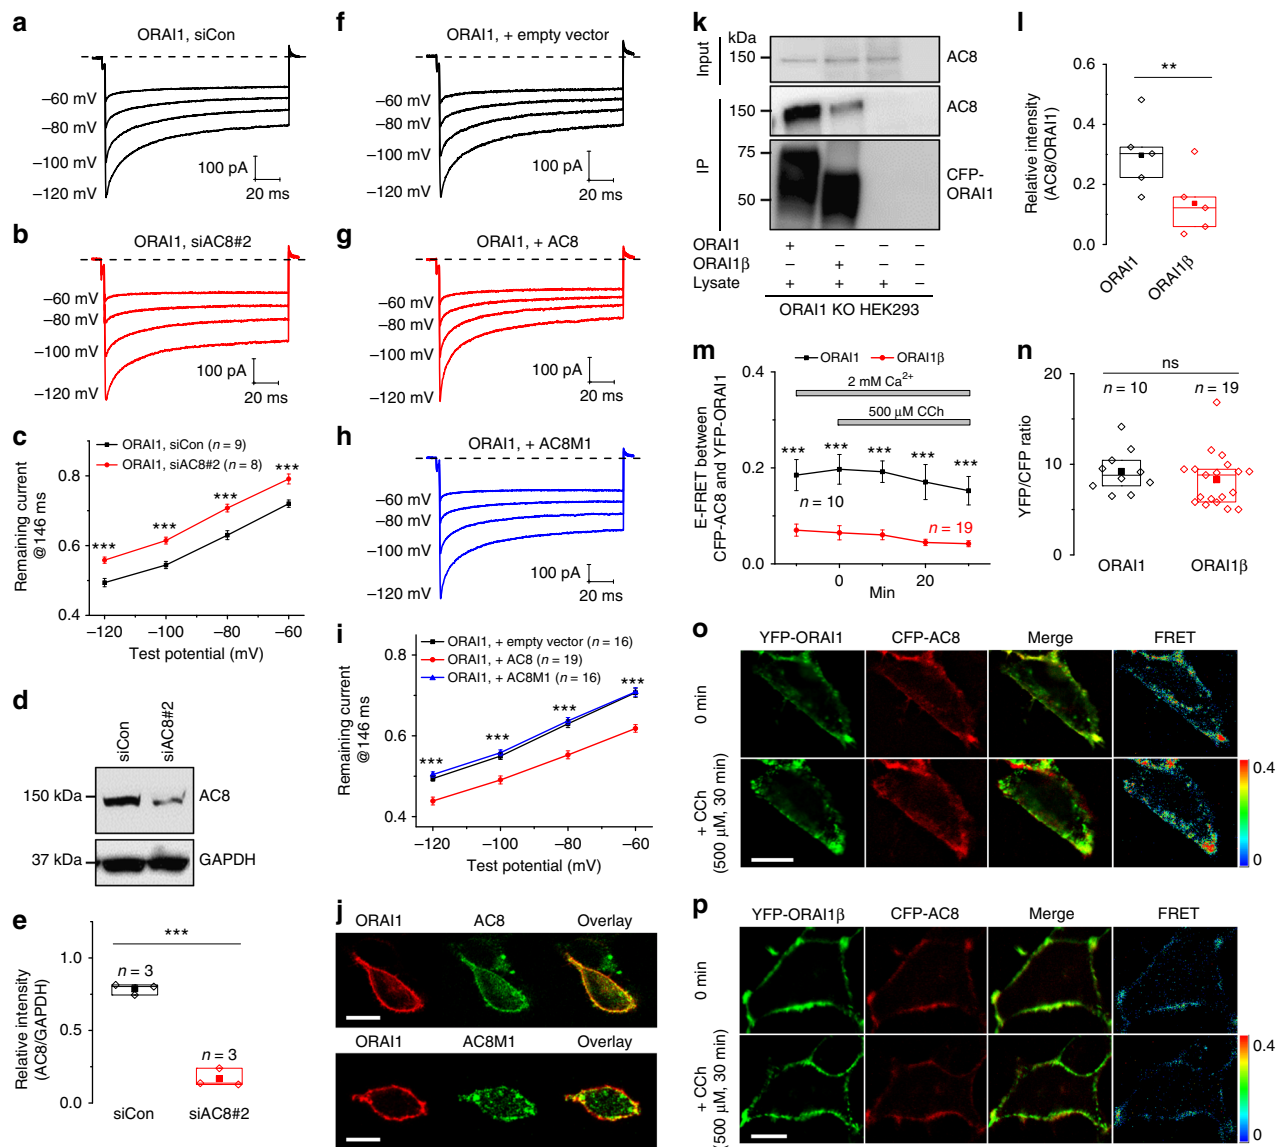 a
ORAI1, siCon
−60 mV
−80 mV
−100 mV
−120 mV
100 pA
20 ms
b
ORAI1, siAC8#2
−60 mV
−80 mV
−100 mV
−120 mV
100 pA
20 ms
c
ORAI1, siCon (n = 9)
ORAI1, siAC8#2 (n = 8)
***
***
***
***
Remaining current
@146 ms
0.8
0.6
0.4
−120
−100
−80
−60
Test potential (mV)
d
siCon
siAC8#2
150 kDa
AC8
37 kDa
GAPDH
e
***
n = 3
n = 3
Relative intensity
(AC8/GAPDH)
1.0
0.5
0.0
siCon
siAC8#2
f
ORAI1, + empty vector
−60 mV
−80 mV
−100 mV
−120 mV
100 pA
20 ms
g
ORAI1, + AC8
−60 mV
−80 mV
−100 mV
−120 mV
100 pA
20 ms
h
ORAI1, + AC8M1
−60 mV
−80 mV
−100 mV
−120 mV
100 pA
20 ms
i
ORAI1, + empty vector (n = 16)
ORAI1, + AC8 (n = 19)
ORAI1, + AC8M1 (n = 16)
***
***
***
***
Remaining current
@146 ms
0.8
0.6
0.4
−120
−100
−80
−60
Test potential (mV)
j
ORAI1
AC8
Overlay
ORAI1
AC8M1
Overlay
k
kDa
Input
150
AC8
IP
150
AC8
75
50
CFP-
ORAI1
ORAI1 + − − −
ORAI1β − + − −
Lysate + + + −
ORAI1 KO HEK293
l
**
Relative intensity
(AC8/ORAI1)
0.6
0.4
0.2
0.0
ORAI1
ORAI1β
m
ORAI1
ORAI1β
2 mM Ca2+
500 µM CCh
***
***
***
***
***
n = 10
n = 19
E-FRET between
CFP-AC8 and YFP-ORAI1
0.4
0.2
0.0
0
20
Min
n
ns
n = 10
n = 19
YFP/CFP ratio
20
10
0
ORAI1
ORAI1β
o
YFP-ORAI1
CFP-AC8
Merge
FRET
0 min
+ CCh
(500 µM, 30 min)
0.4
0
p
YFP-ORAI1β
CFP-AC8
Merge
FRET
0 min
+ CCh
(500 µM, 30 min)
0.4
0